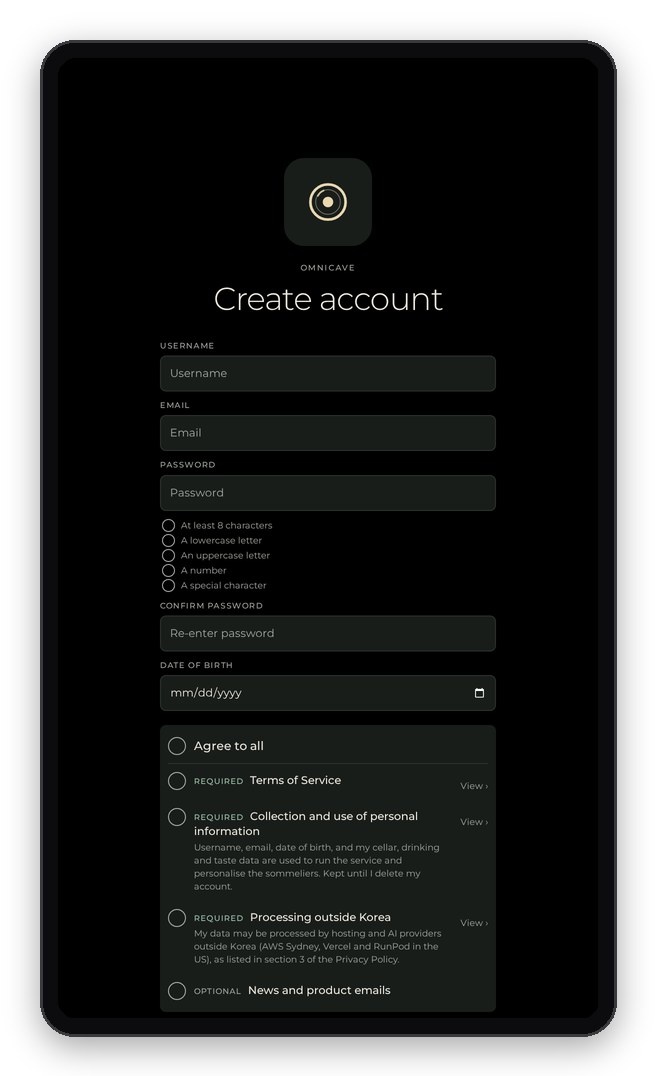 OMNICAVE
Create account
USERNAME
Username
EMAIL
Email
PASSWORD
Password
At least 8 characters
A lowercase letter
An uppercase letter
A number
A special character
CONFIRM PASSWORD
Re-enter password
DATE OF BIRTH
mm/dd/yyyy
Agree to all
REQUIRED Terms of Service View ›
REQUIRED Collection and use of personal View ›
information
Username, email, date of birth, and my cellar, drinking
and taste data are used to run the service and
personalise the sommeliers. Kept until I delete my
account.
REQUIRED Processing outside Korea View ›
My data may be processed by hosting and AI providers
outside Korea (AWS Sydney, Vercel and RunPod in the
US), as listed in section 3 of the Privacy Policy.
OPTIONAL News and product emails